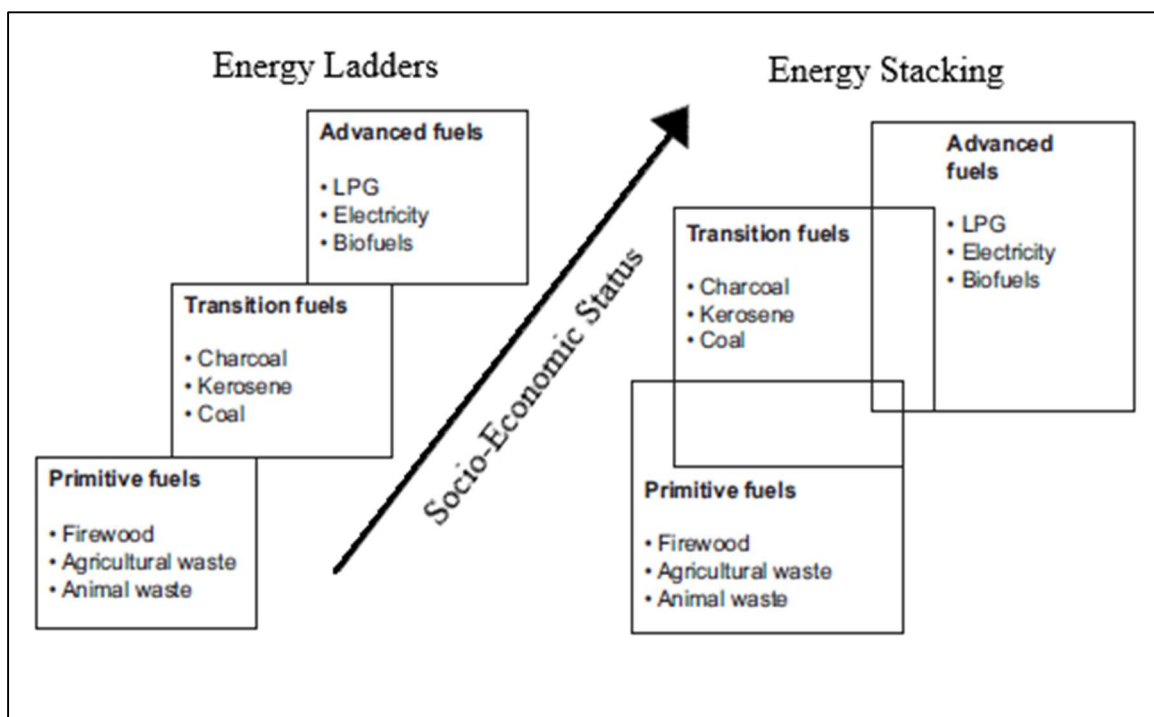 Energy Ladders
Advanced fuels
• LPG
• Electricity
• Biofuels
Transition fuels
• Charcoal
• Kerosene
• Coal
Primitive fuels
• Firewood
• Agricultural waste
• Animal waste
Socio-Economic Status
Energy Stacking
Advanced
fuels
• LPG
• Electricity
• Biofuels
Transition fuels
• Charcoal
• Kerosene
• Coal
Primitive fuels
• Firewood
• Agricultural waste
• Animal waste